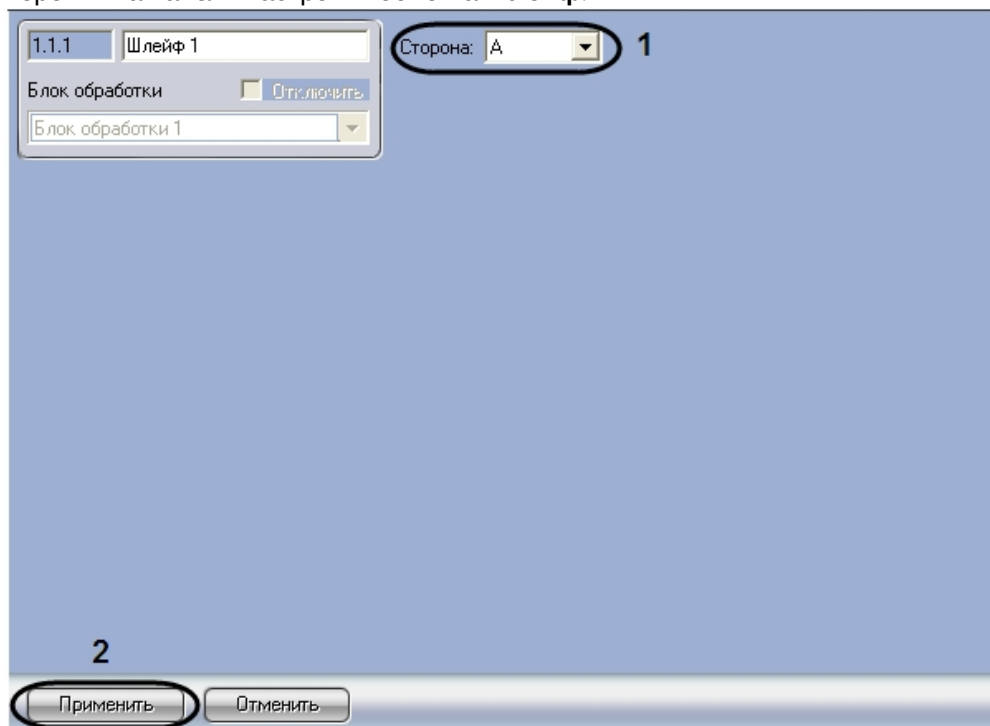 1.1.1 Шлейф 1 Сторона: А 1
Блок обработки Отключить
Блок обработки 1
2
Применить Отменить